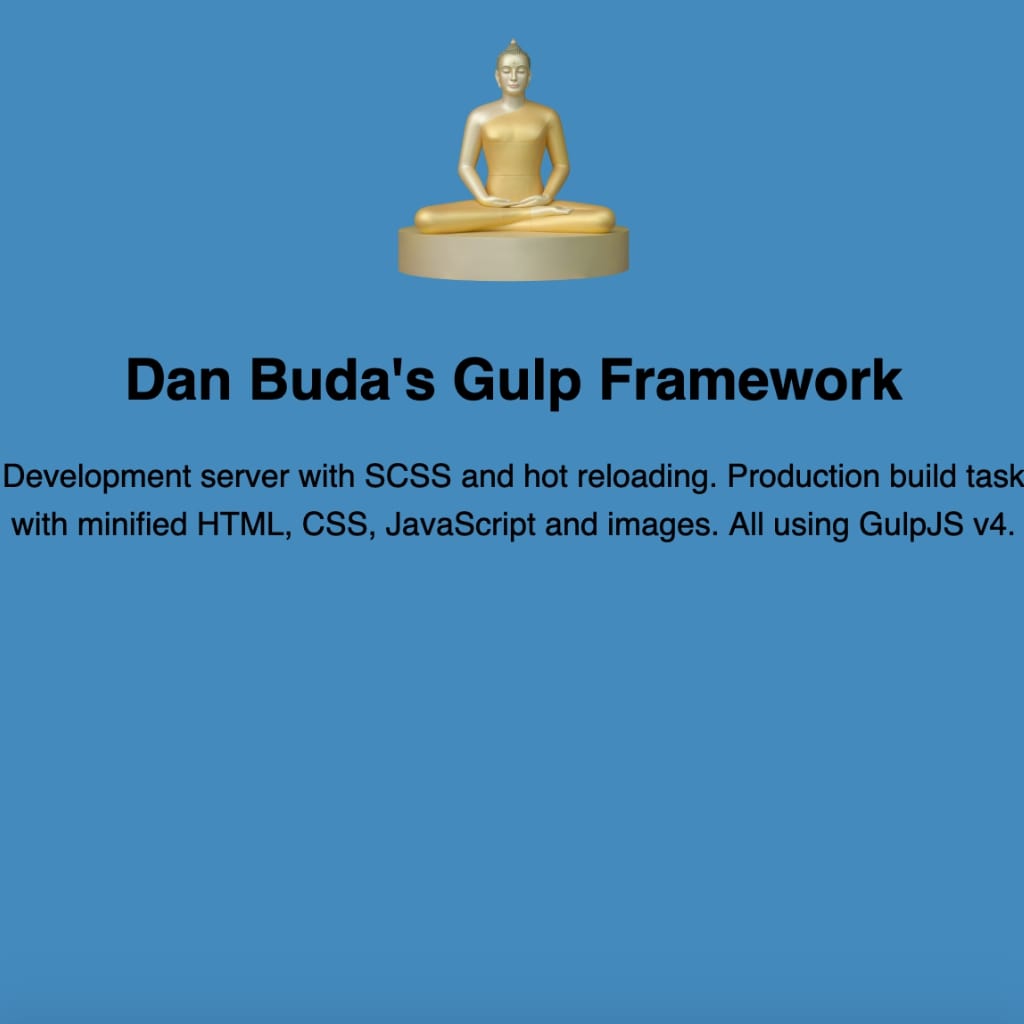 Dan Buda's Gulp Framework
Development server with SCSS and hot reloading. Production build task
with minified HTML, CSS, JavaScript and images. All using GulpJS v4.